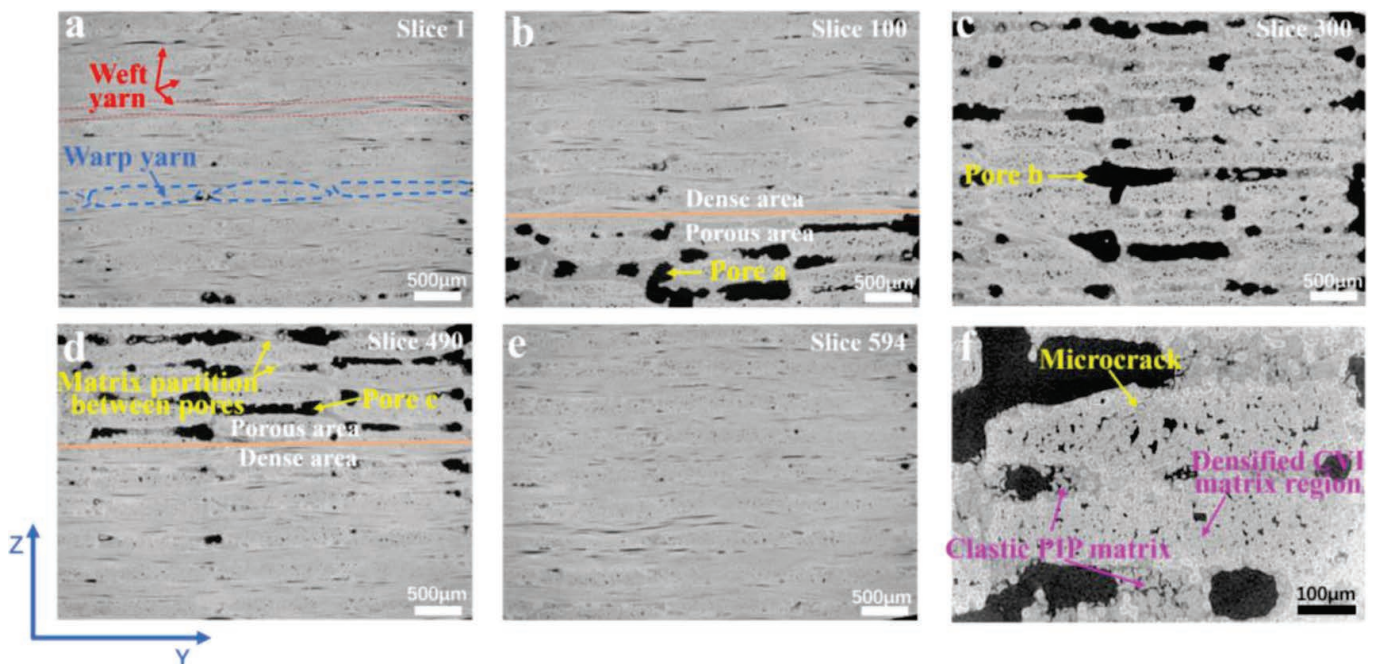 a
Slice 1
Weft
yarn
Warp yarn
500μm
b
Slice 100
Dense area
Porous area
Pore a
500μm
c
Slice 300
Pore b
500μm
d
Slice 490
Matrix partition
between pores
Pore c
Porous area
Dense area
500μm
e
Slice 594
500μm
f
Microcrack
Densified CVI
matrix region
Clastic PIP matrix
100μm
Z
Y